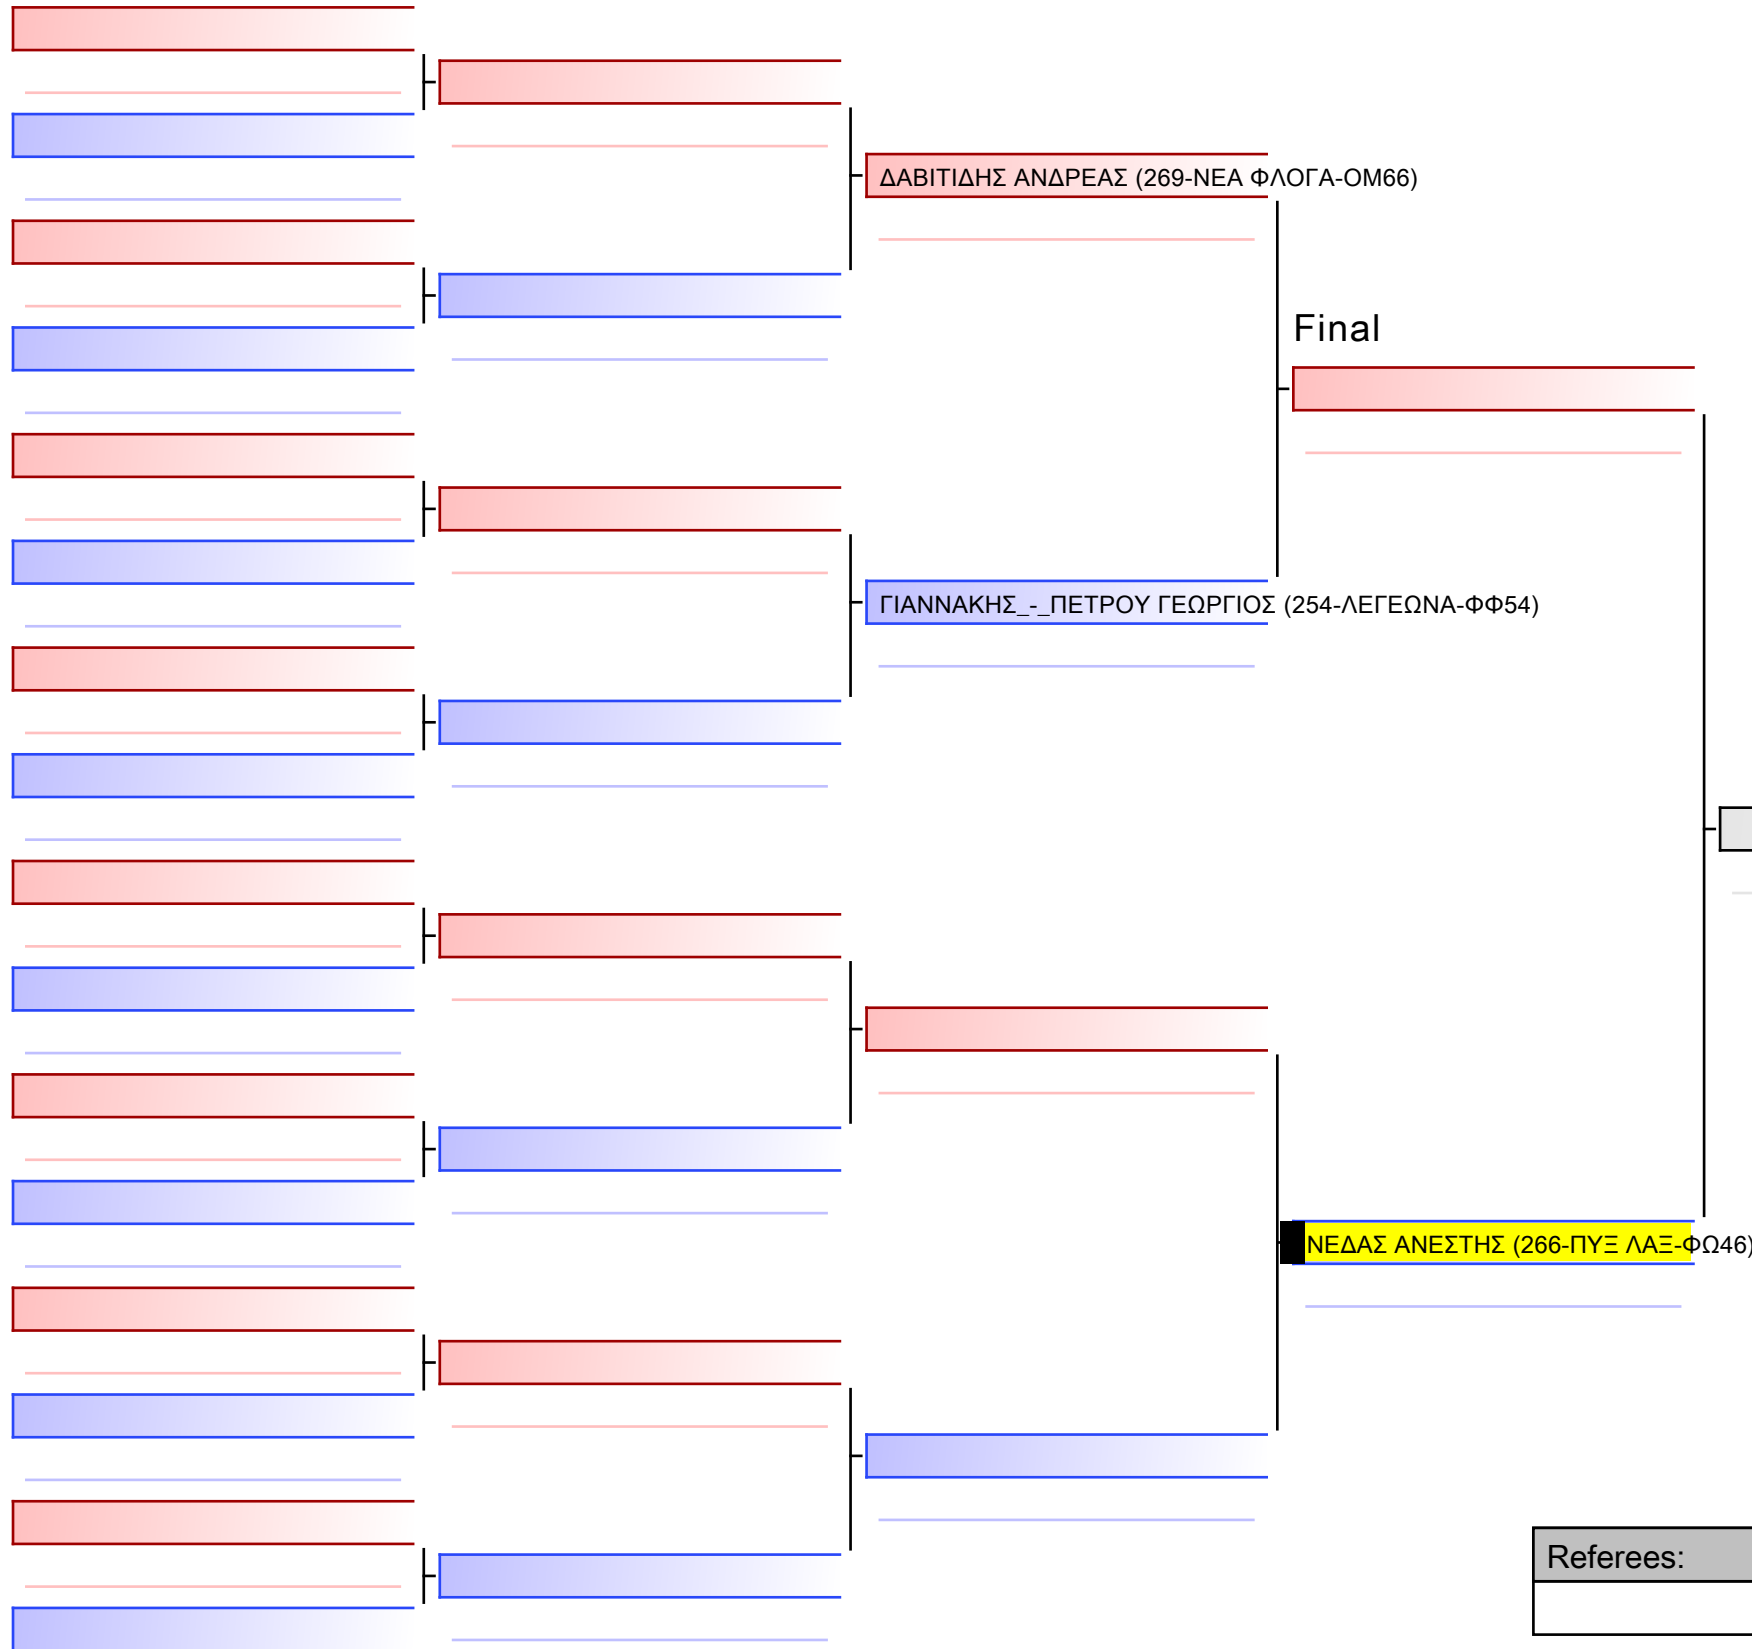 ΔΑΒΙΤΙΔΗΣ ΑΝΔΡΕΑΣ (269-ΝΕΑ ΦΛΟΓΑ-ΟΜ66)
Final
ΓΙΑΝΝΑΚΗΣ_-_ΠΕΤΡΟΥ ΓΕΩΡΓΙΟΣ (254-ΛΕΓΕΩΝΑ-ΦΦ54)
ΝΕΔΑΣ ΑΝΕΣΤΗΣ (266-ΠΥΞ ΛΑΞ-ΦΩ46)
Referees: